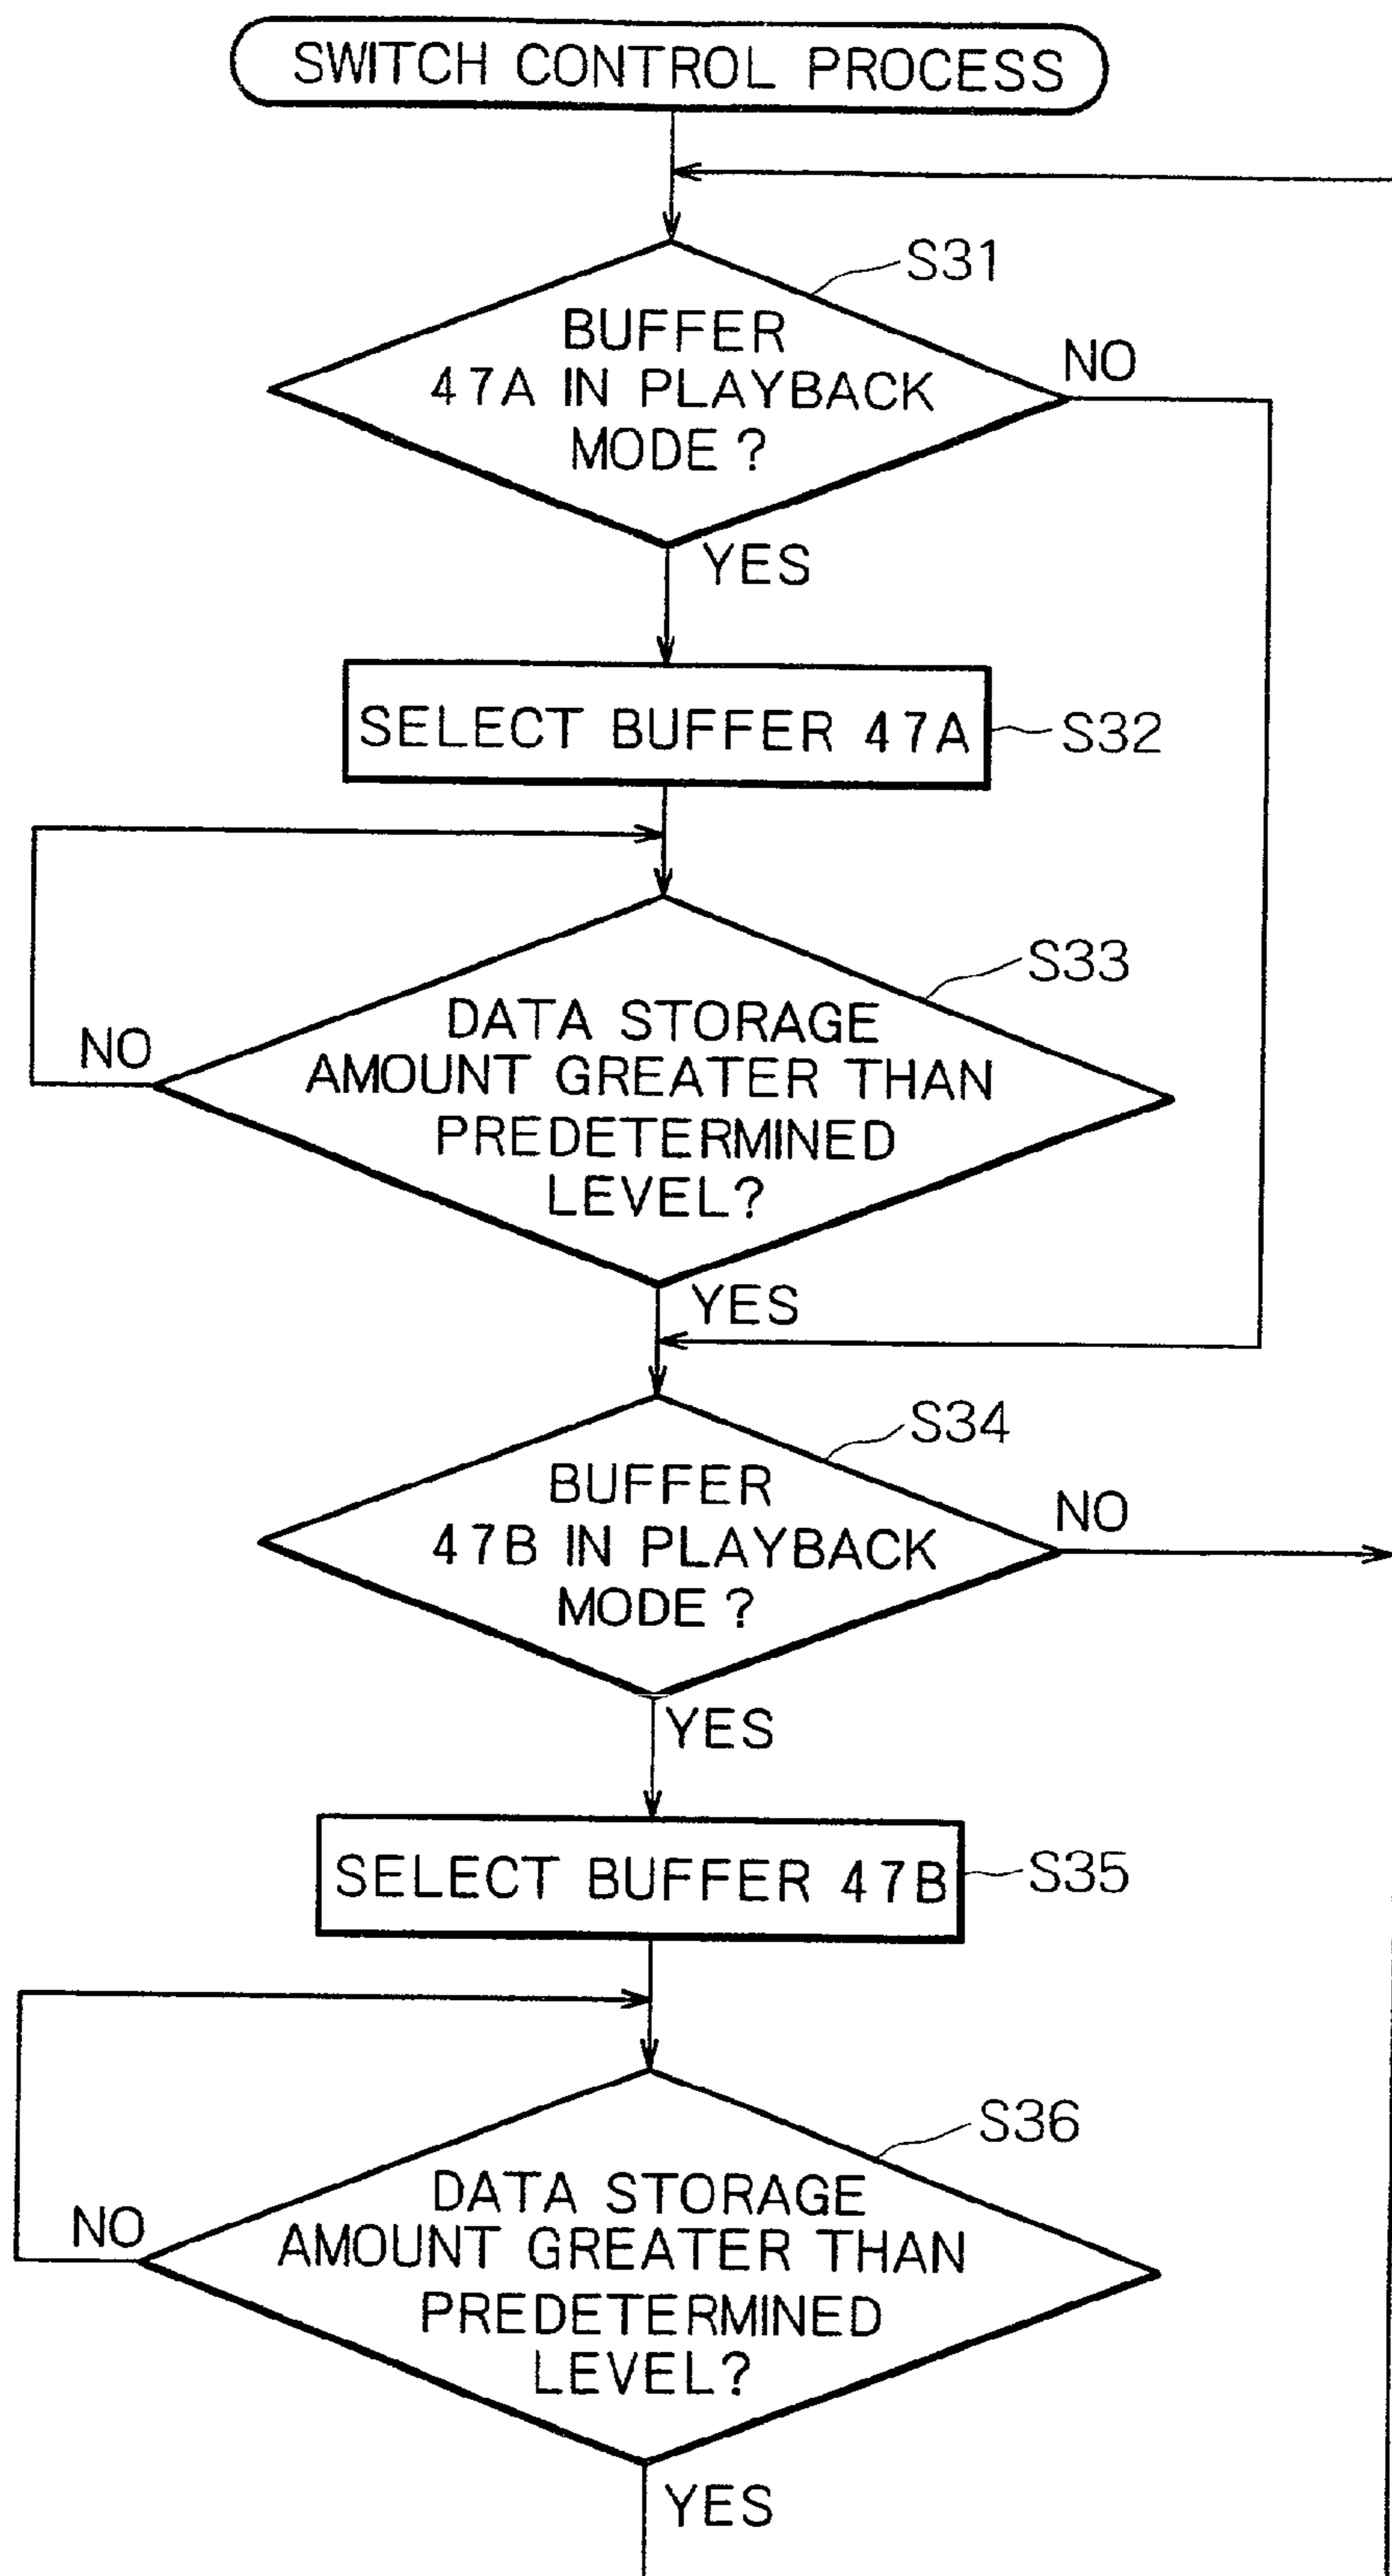 SWITCH CONTROL PROCESS
S31
BUFFER
47A IN PLAYBACK
MODE ?
NO
YES
SELECT BUFFER 47A
S32
S33
DATA STORAGE
AMOUNT GREATER THAN
PREDETERMINED
LEVEL?
NO
YES
S34
BUFFER
47B IN PLAYBACK
MODE ?
NO
YES
SELECT BUFFER 47B
S35
S36
DATA STORAGE
AMOUNT GREATER THAN
PREDETERMINED
LEVEL?
NO
YES